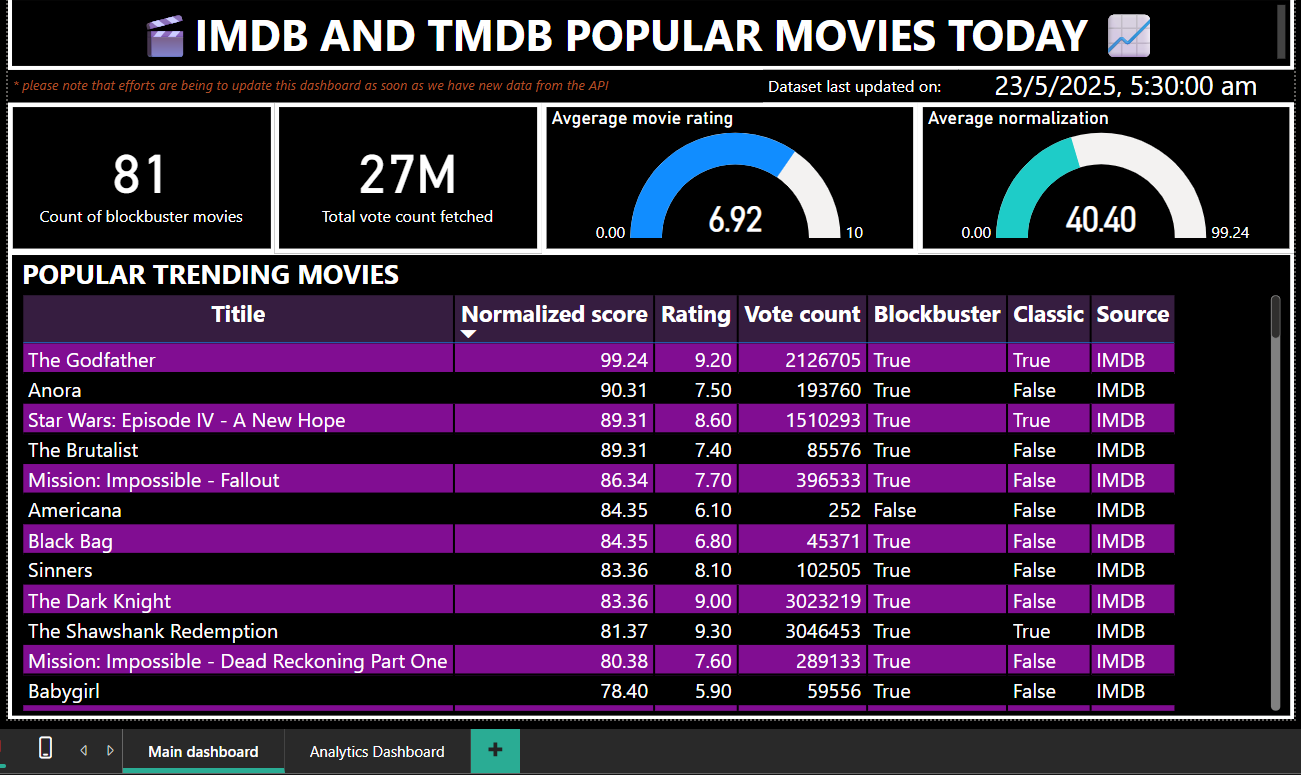 🎬 IMDB AND TMDB POPULAR MOVIES TODAY 📈
* please note that efforts are being to update this dashboard as soon as we have new data from the API
Dataset last updated on: 23/5/2025, 5:30:00 am
81
Count of blockbuster movies
27M
Total vote count fetched
Avgerage movie rating
6.92
0.00 10
Average normalization
40.40
0.00 99.24
POPULAR TRENDING MOVIES
Titile Normalized score Rating Vote count Blockbuster Classic Source
The Godfather 99.24 9.20 2126705 True True IMDB
Anora 90.31 7.50 193760 True False IMDB
Star Wars: Episode IV - A New Hope 89.31 8.60 1510293 True True IMDB
The Brutalist 89.31 7.40 85576 True False IMDB
Mission: Impossible - Fallout 86.34 7.70 396533 True False IMDB
Americana 84.35 6.10 252 False False IMDB
Black Bag 84.35 6.80 45371 True False IMDB
Sinners 83.36 8.10 102505 True False IMDB
The Dark Knight 83.36 9.00 3023219 True False IMDB
The Shawshank Redemption 81.37 9.30 3046453 True True IMDB
Mission: Impossible - Dead Reckoning Part One 80.38 7.60 289133 True False IMDB
Babygirl 78.40 5.90 59556 True False IMDB
Main dashboard Analytics Dashboard +